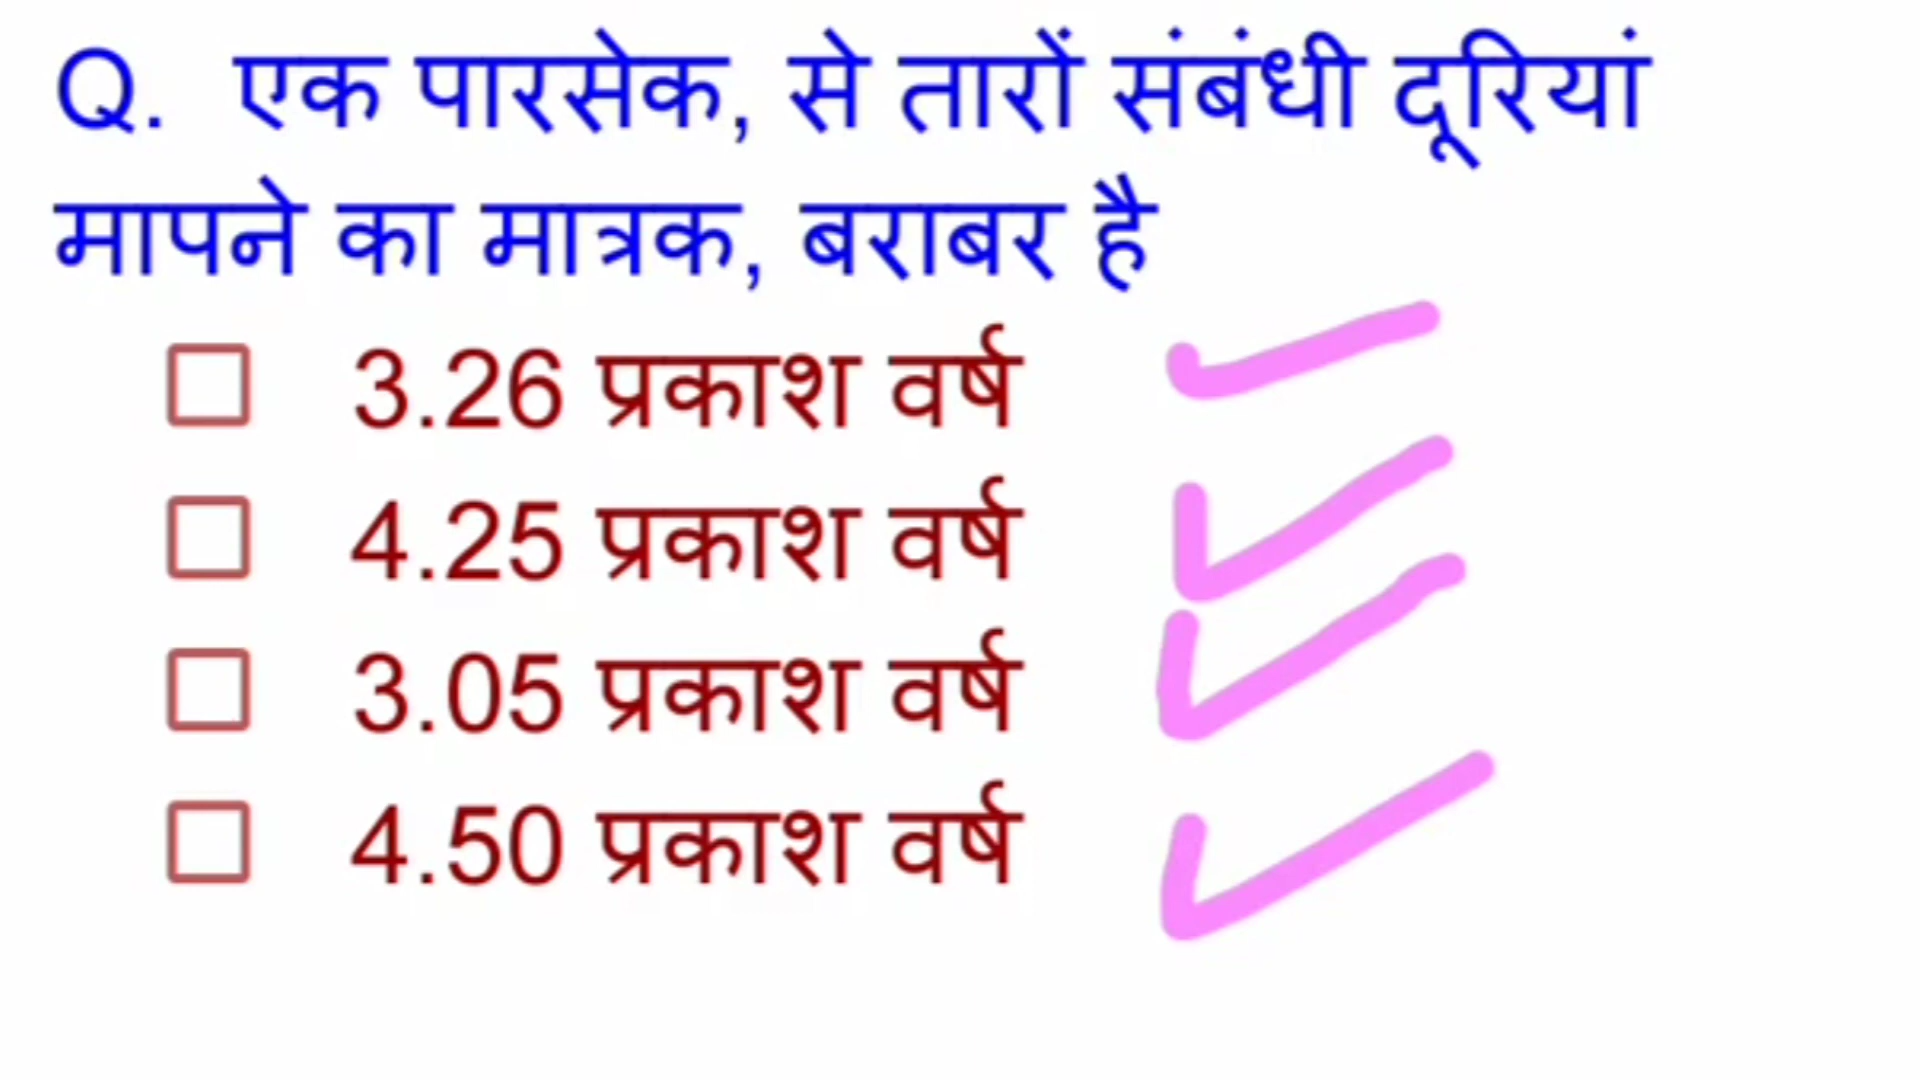 Q. एक पारसेक, से तारों संबंधी दूरियां
मापने का मात्रक, बराबर है
3.26 प्रकाश वर्ष
4.25 प्रकाश वर्ष
3.05 प्रकाश वर्ष
4.50 प्रकाश वर्ष